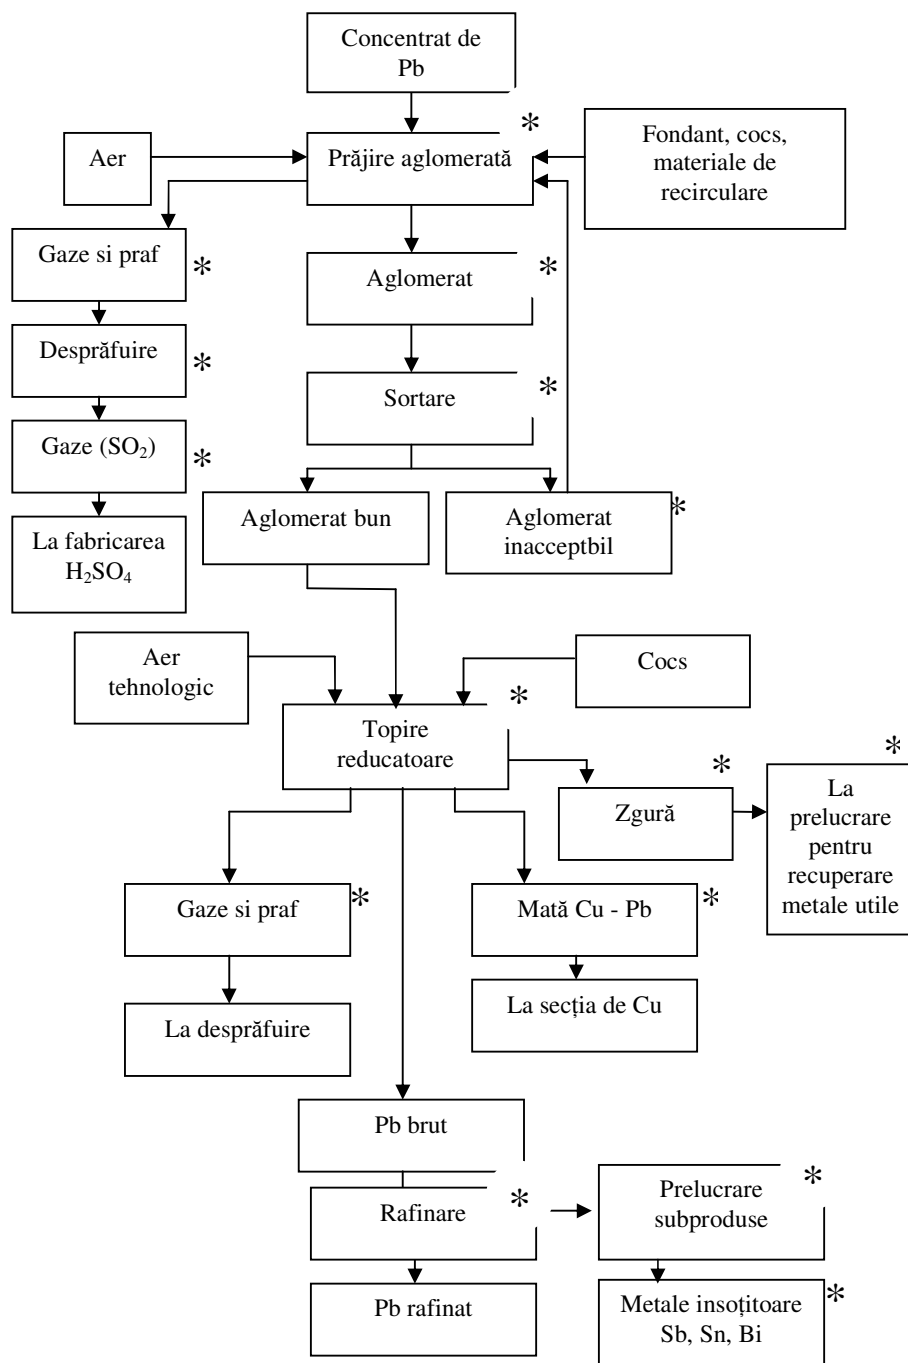 Concentrat de
Pb
*
Aer
Prăjire aglomerată
Fondant, cocs,
materiale de
recirculare
Gaze si praf
*
Aglomerat
*
Desprăfuire
*
Sortare
*
Gaze (SO₂)
*
Aglomerat bun
Aglomerat
inacceptbil
*
La fabricarea
H₂SO₄
Aer
tehnologic
Cocs
Topire
reducatoare
*
Zgură
*
La
prelucrare
pentru
recuperare
metale utile
*
Gaze si praf
*
Mată Cu - Pb
*
La desprăfuire
La secția de Cu
Pb brut
Rafinare
*
Prelucrare
subproduse
*
Pb rafinat
Metale insoțitoare
Sb, Sn, Bi
*